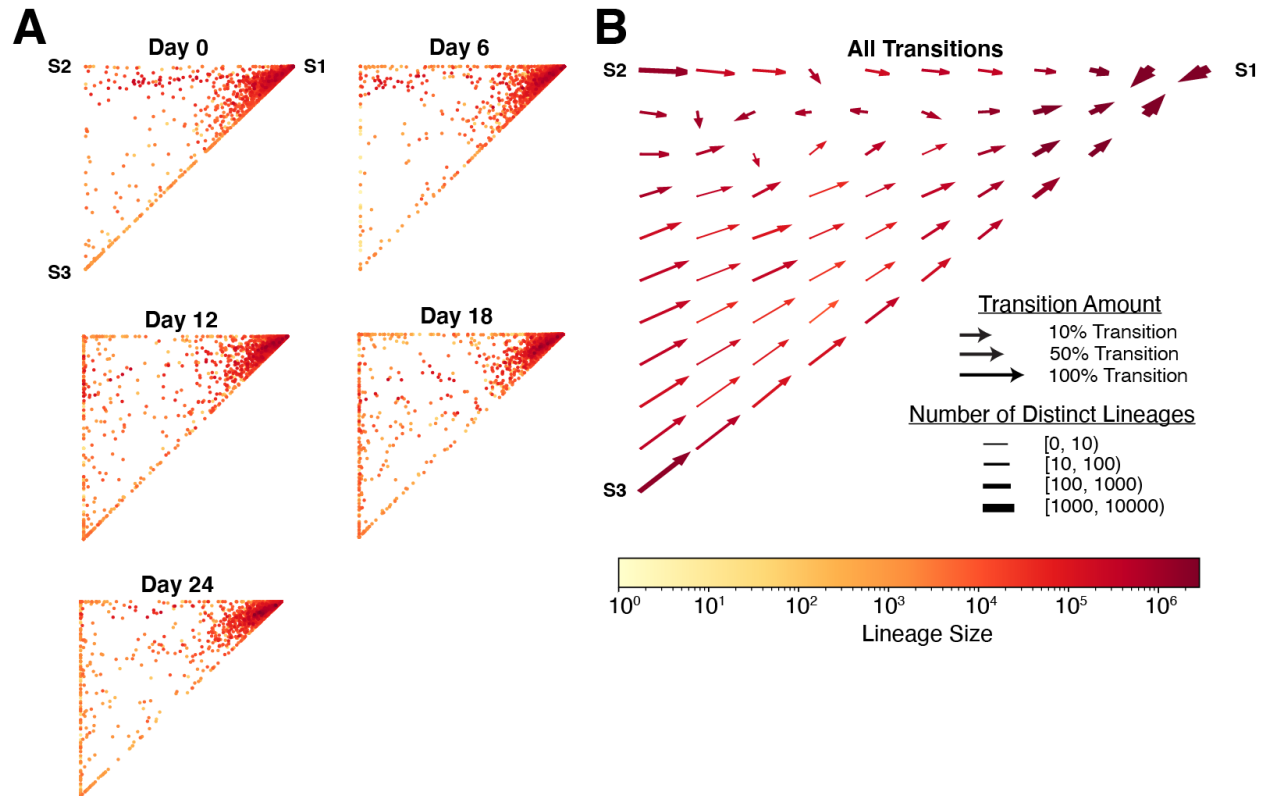 A
B
Day 0
Day 6
All Transitions
S2
S1
S2
S1
S3
Day 12
Day 18
Transition Amount
10% Transition
50% Transition
100% Transition
Number of Distinct Lineages
[0, 10)
[10, 100)
[100, 1000)
[1000, 10000)
S3
Day 24
10⁰ 10¹ 10² 10³ 10⁴ 10⁵ 10⁶
Lineage Size